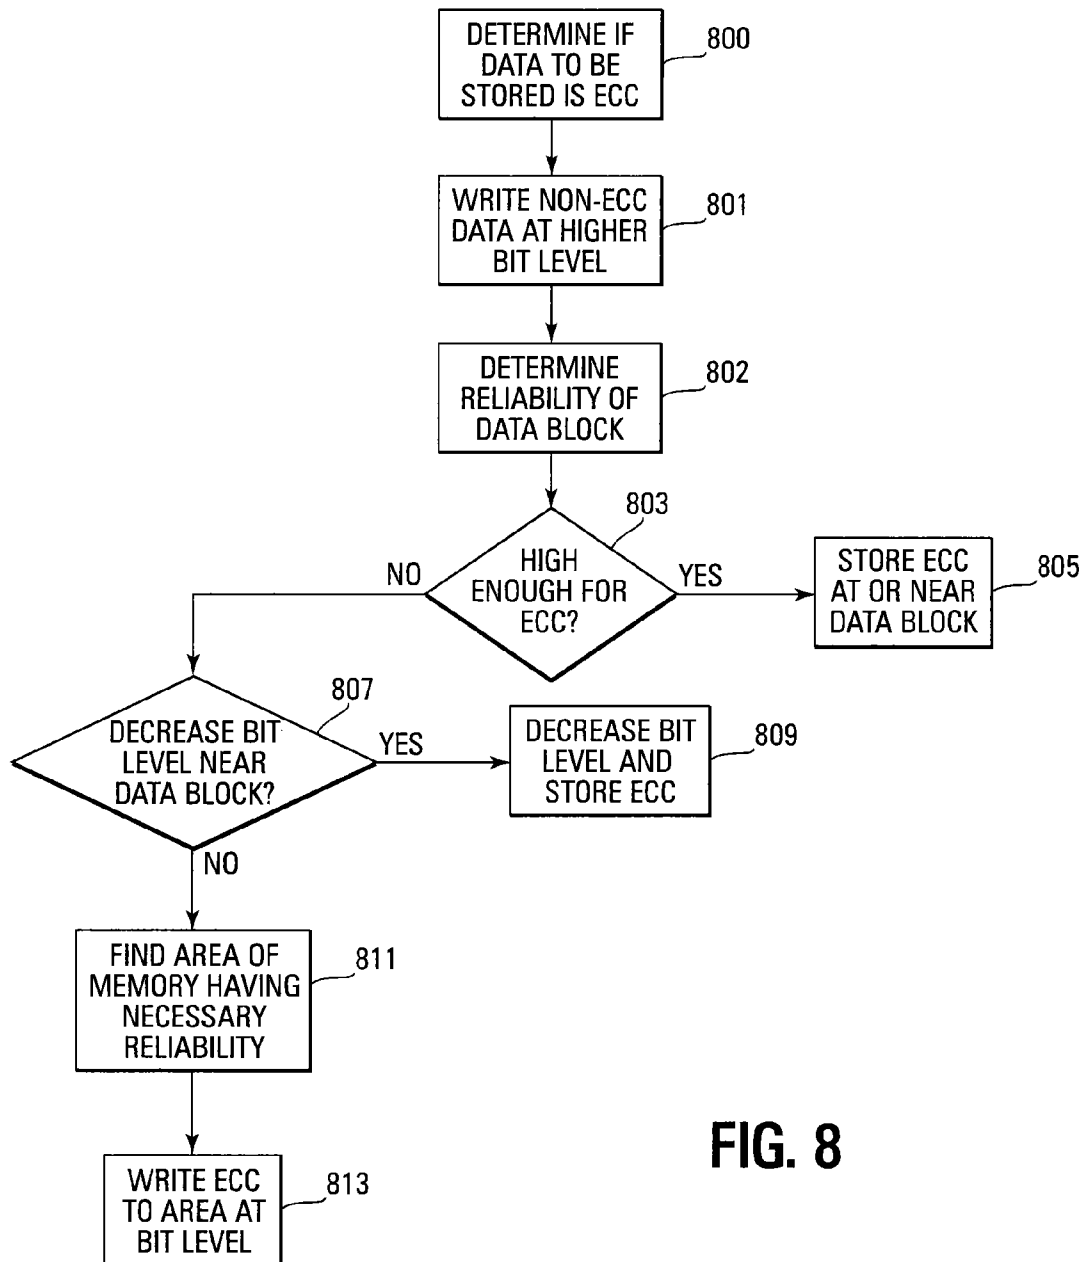 DETERMINE IF
DATA TO BE
STORED IS ECC
800
WRITE NON-ECC
DATA AT HIGHER
BIT LEVEL
801
DETERMINE
RELIABILITY OF
DATA BLOCK
802
HIGH
ENOUGH FOR
ECC?
803
NO
YES
STORE ECC
AT OR NEAR
DATA BLOCK
805
DECREASE BIT
LEVEL NEAR
DATA BLOCK?
807
YES
NO
DECREASE BIT
LEVEL AND
STORE ECC
809
FIND AREA OF
MEMORY HAVING
NECESSARY
RELIABILITY
811
WRITE ECC
TO AREA AT
BIT LEVEL
813
FIG. 8